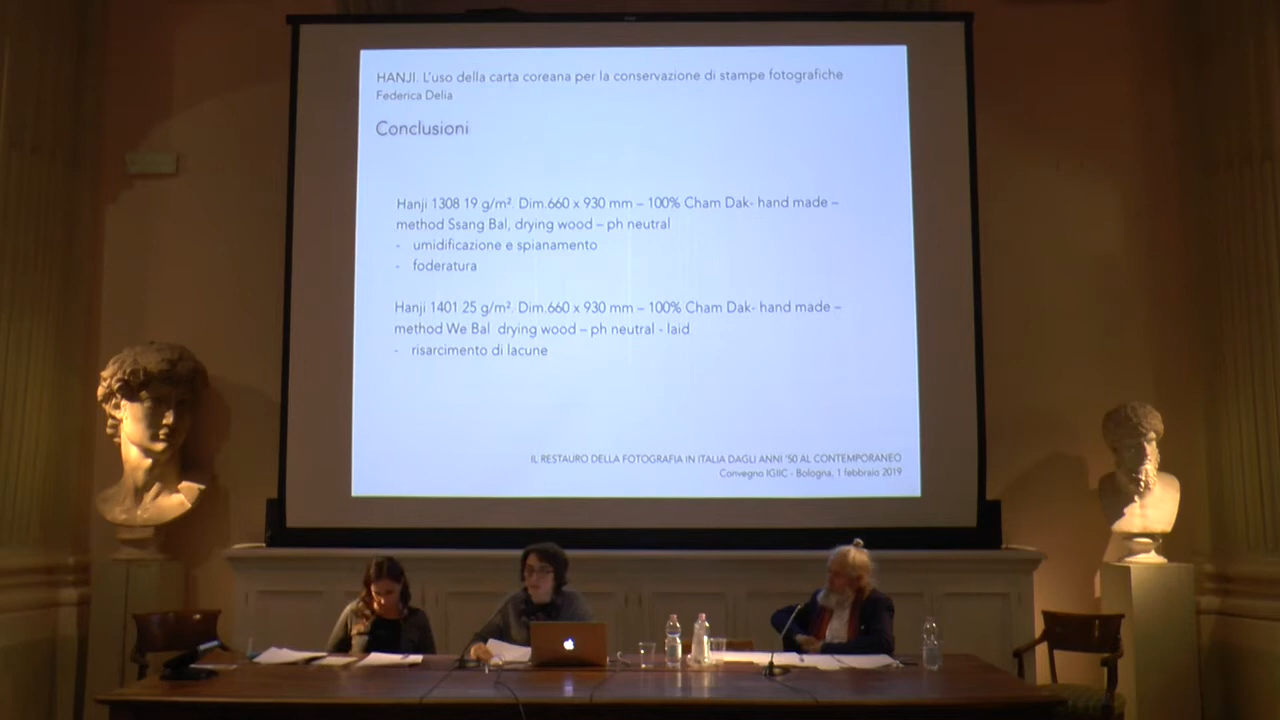 HANJI. L'uso della carta coreana per la conservazione di stampe fotografiche
Federica Delia
Conclusioni
Hanji 1308 19 g/m². Dim.660 x 930 mm – 100% Cham Dak- hand made –
method Ssang Bal, drying wood – ph neutral
- umidificazione e spianamento
- foderatura
Hanji 1401 25 g/m². Dim.660 x 930 mm – 100% Cham Dak- hand made –
method We Bal drying wood – ph neutral - laid
- risarcimento di lacune
IL RESTAURO DELLA FOTOGRAFIA IN ITALIA DAGLI ANNI '50 AL CONTEMPORANEO
Convegno IGIIC - Bologna, 1 febbraio 2019